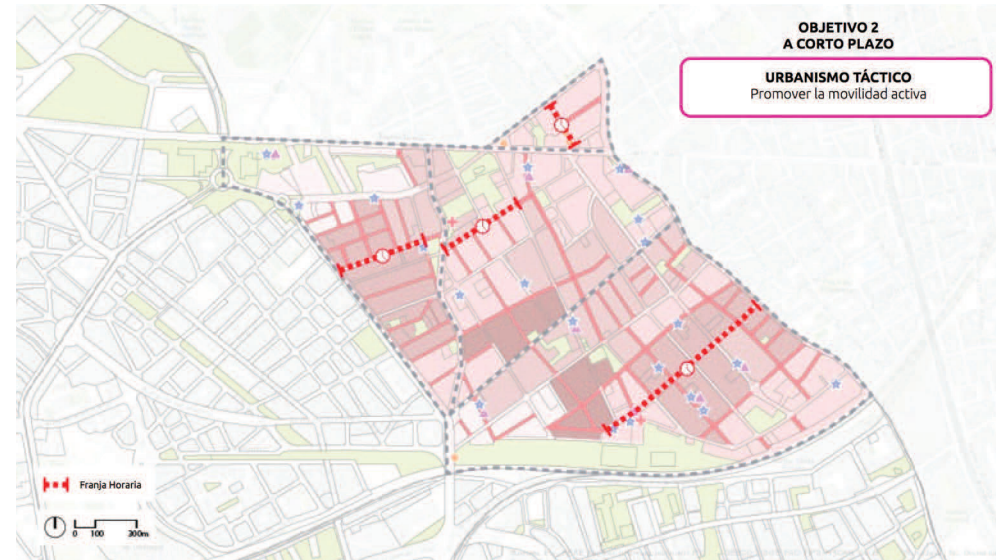 OBJETIVO 2
A CORTO PLAZO
URBANISMO TÁCTICO
Promover la movilidad activa
Franja Horaria
0 100 300m